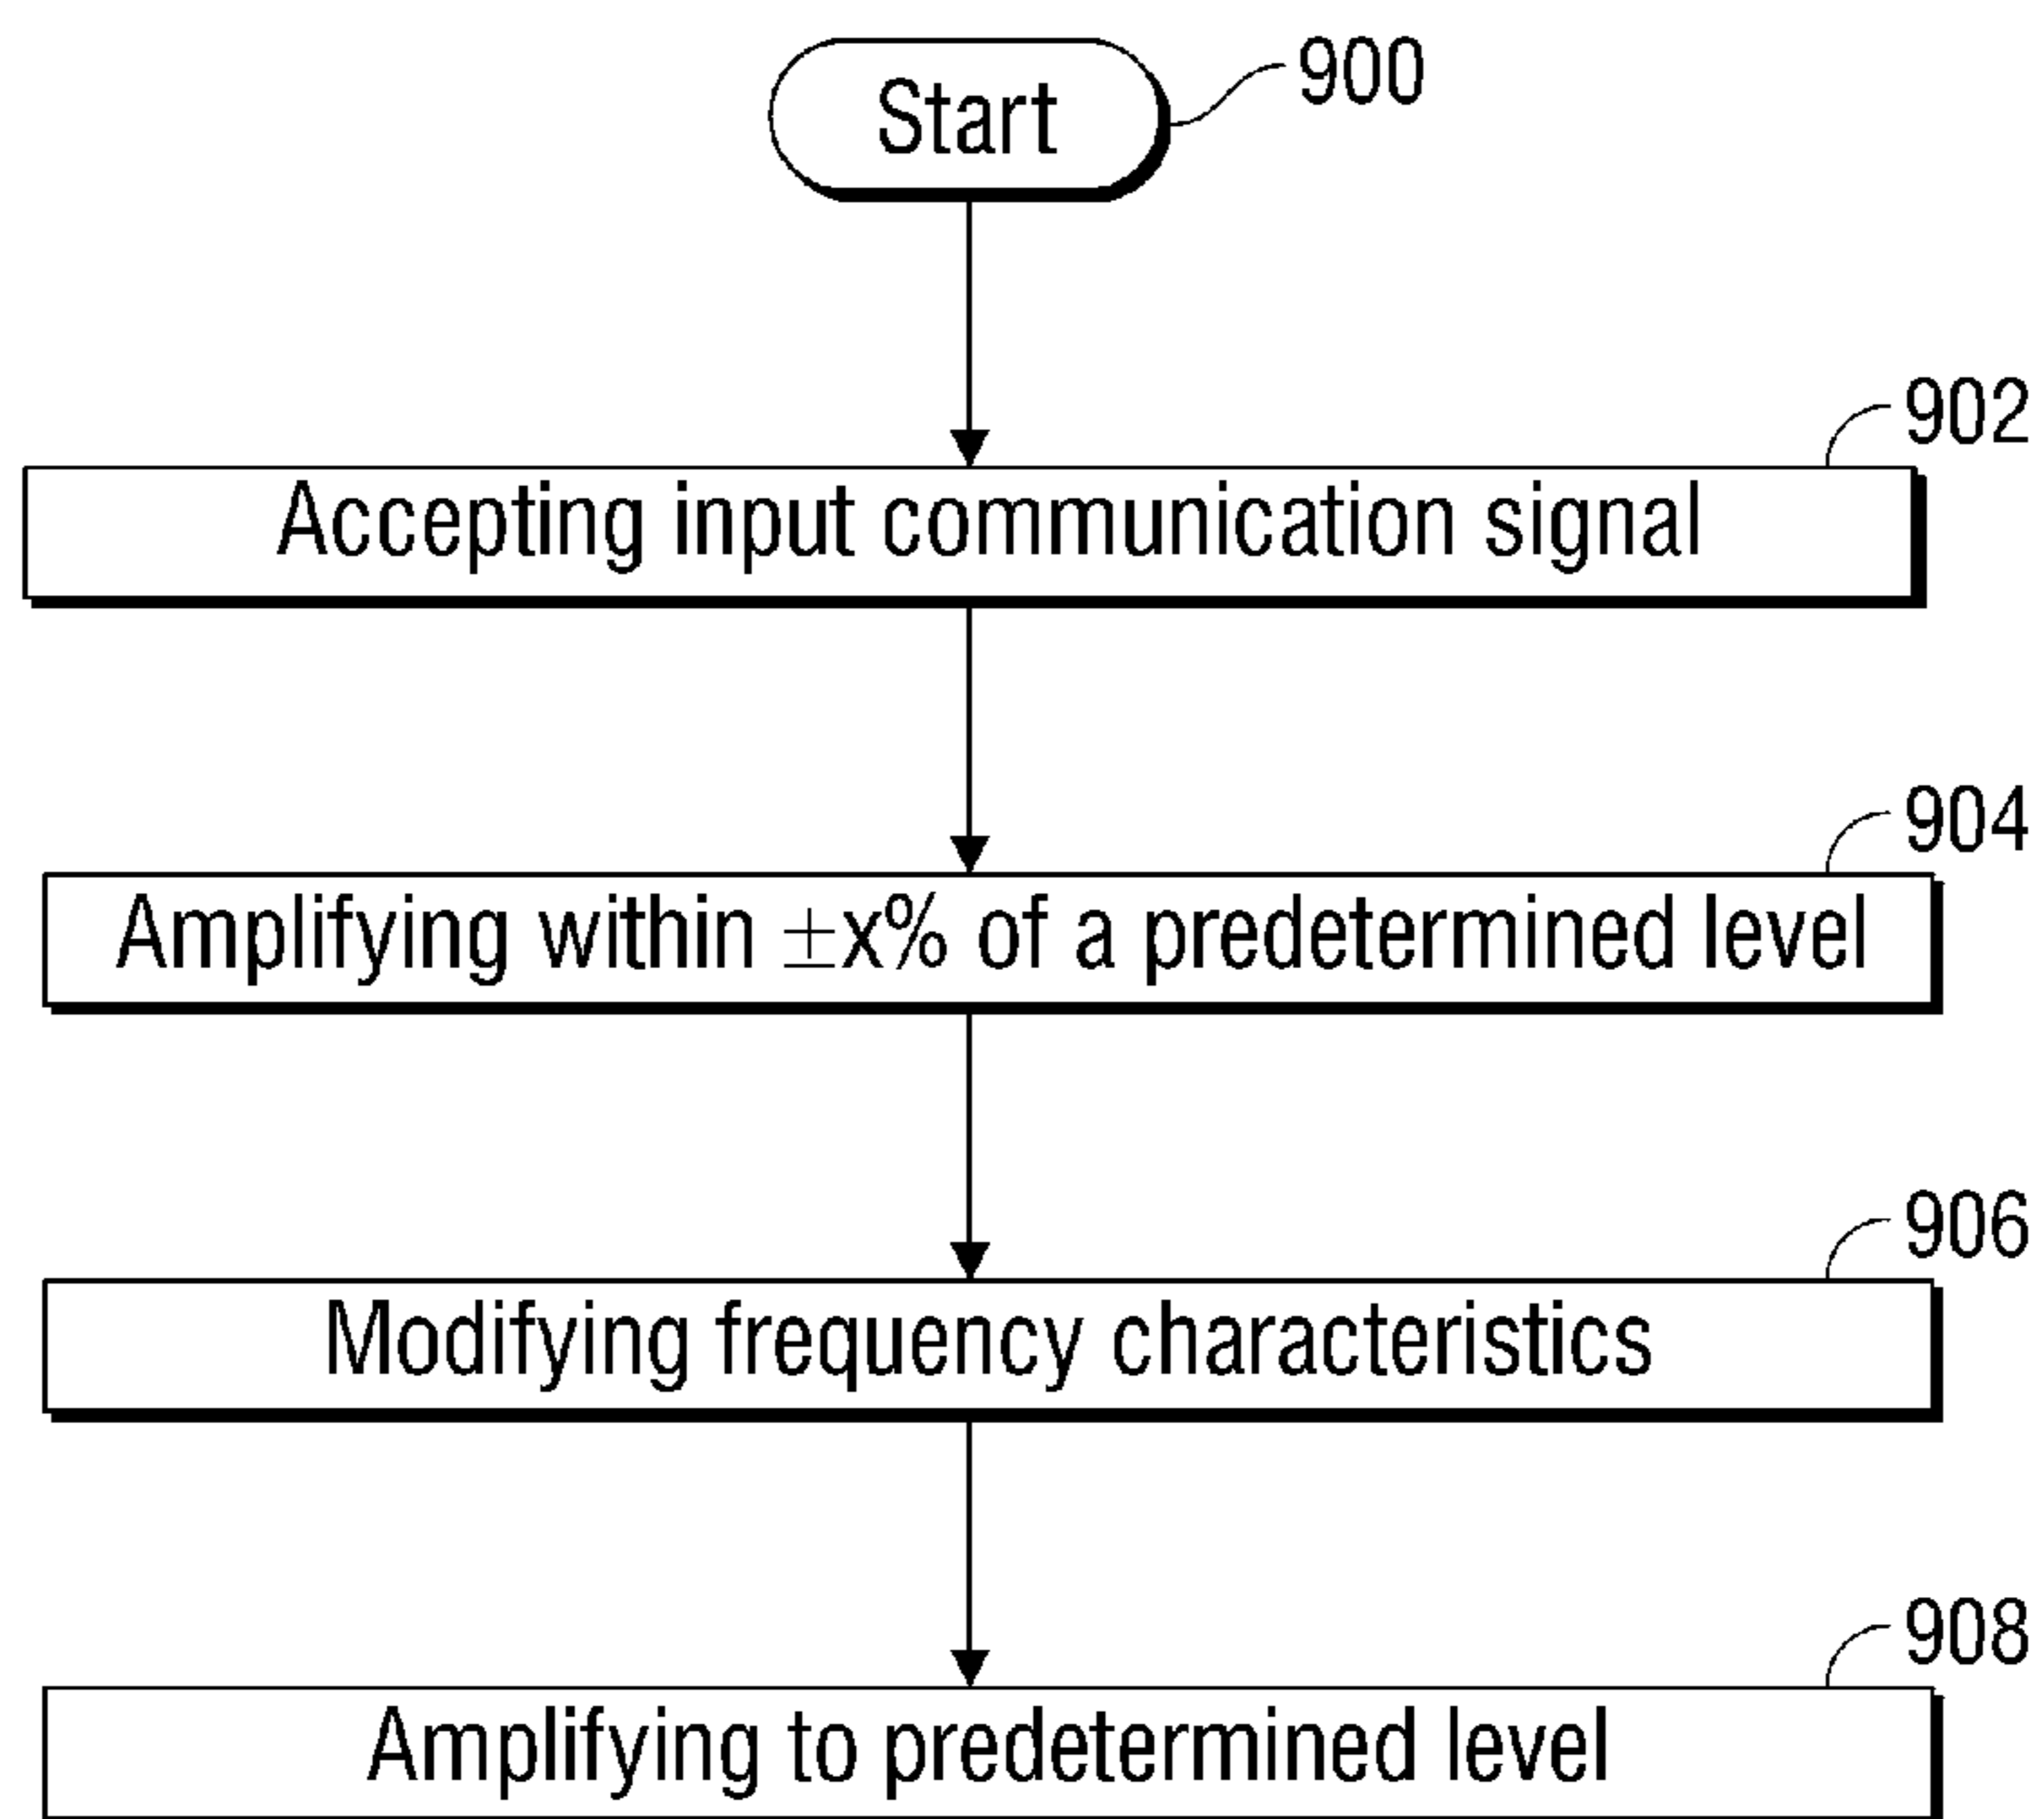 Start
900
902
Accepting input communication signal
904
Amplifying within ±x% of a predetermined level
906
Modifying frequency characteristics
908
Amplifying to predetermined level